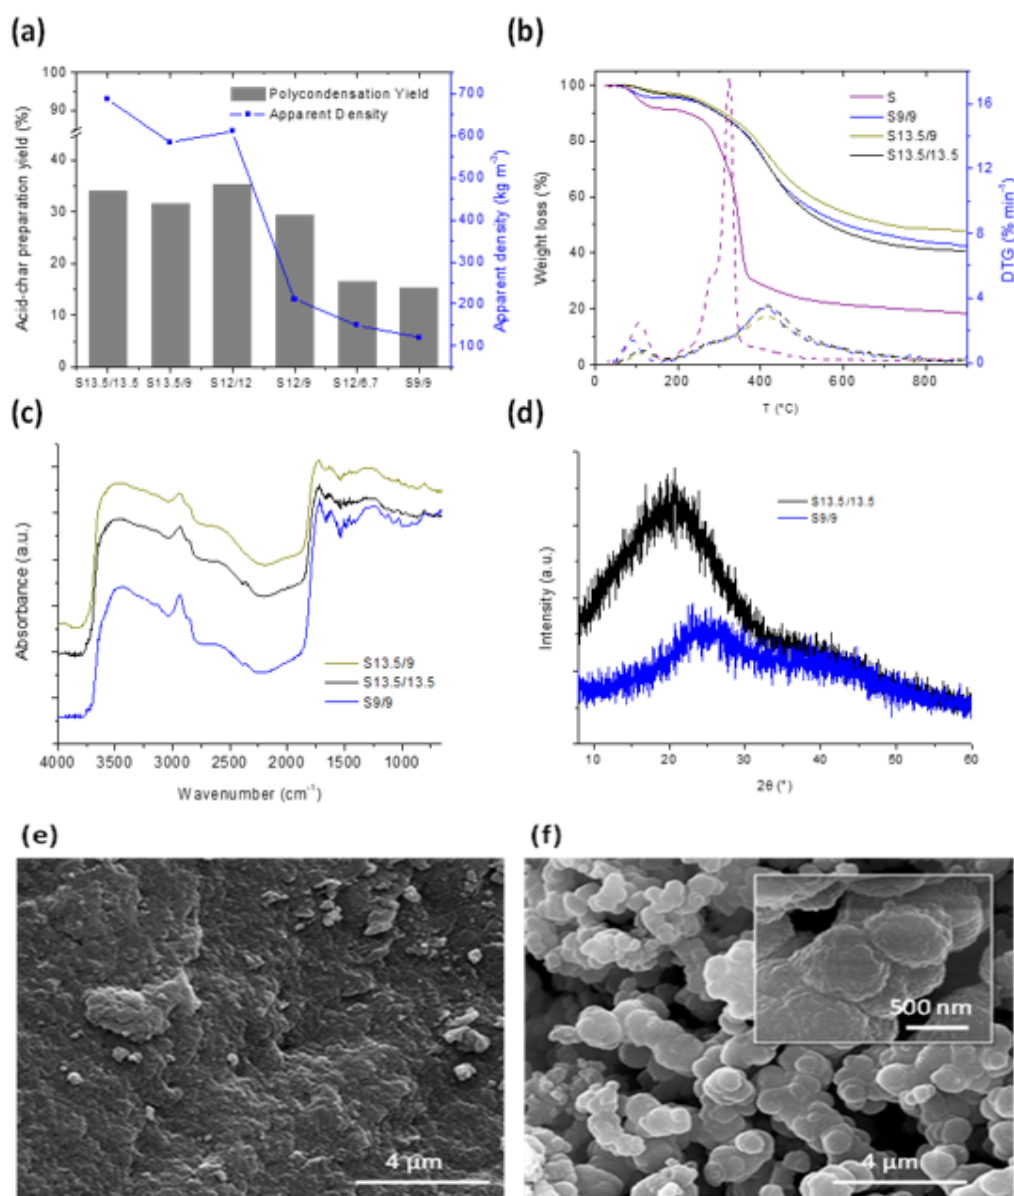 (a)
100
90
40
35
30
25
20
15
10
5
0
Acid-char preparation yield (%)
Polycondensation Yield
Apparent Density
700
600
500
400
300
200
100
Apparent density (kg m⁻³)
S13.5/13.5 S13.5/9 S12/12 S12/9 S12/6.7 S9/9
(b)
100
80
60
40
20
0
Weight loss (%)
S
S9/9
S13.5/9
S13.5/13.5
16
12
8
4
0
DTG (% min⁻¹)
0 200 400 600 800
T (°C)
(c)
Absorbance (a.u.)
S13.5/9
S13.5/13.5
S9/9
4000 3500 3000 2500 2000 1500 1000
Wavenumber (cm⁻¹)
(d)
Intensity (a.u.)
S13.5/13.5
S9/9
10 20 30 40 50 60
2θ (°)
(e)
4 µm
(f)
500 nm
4 µm